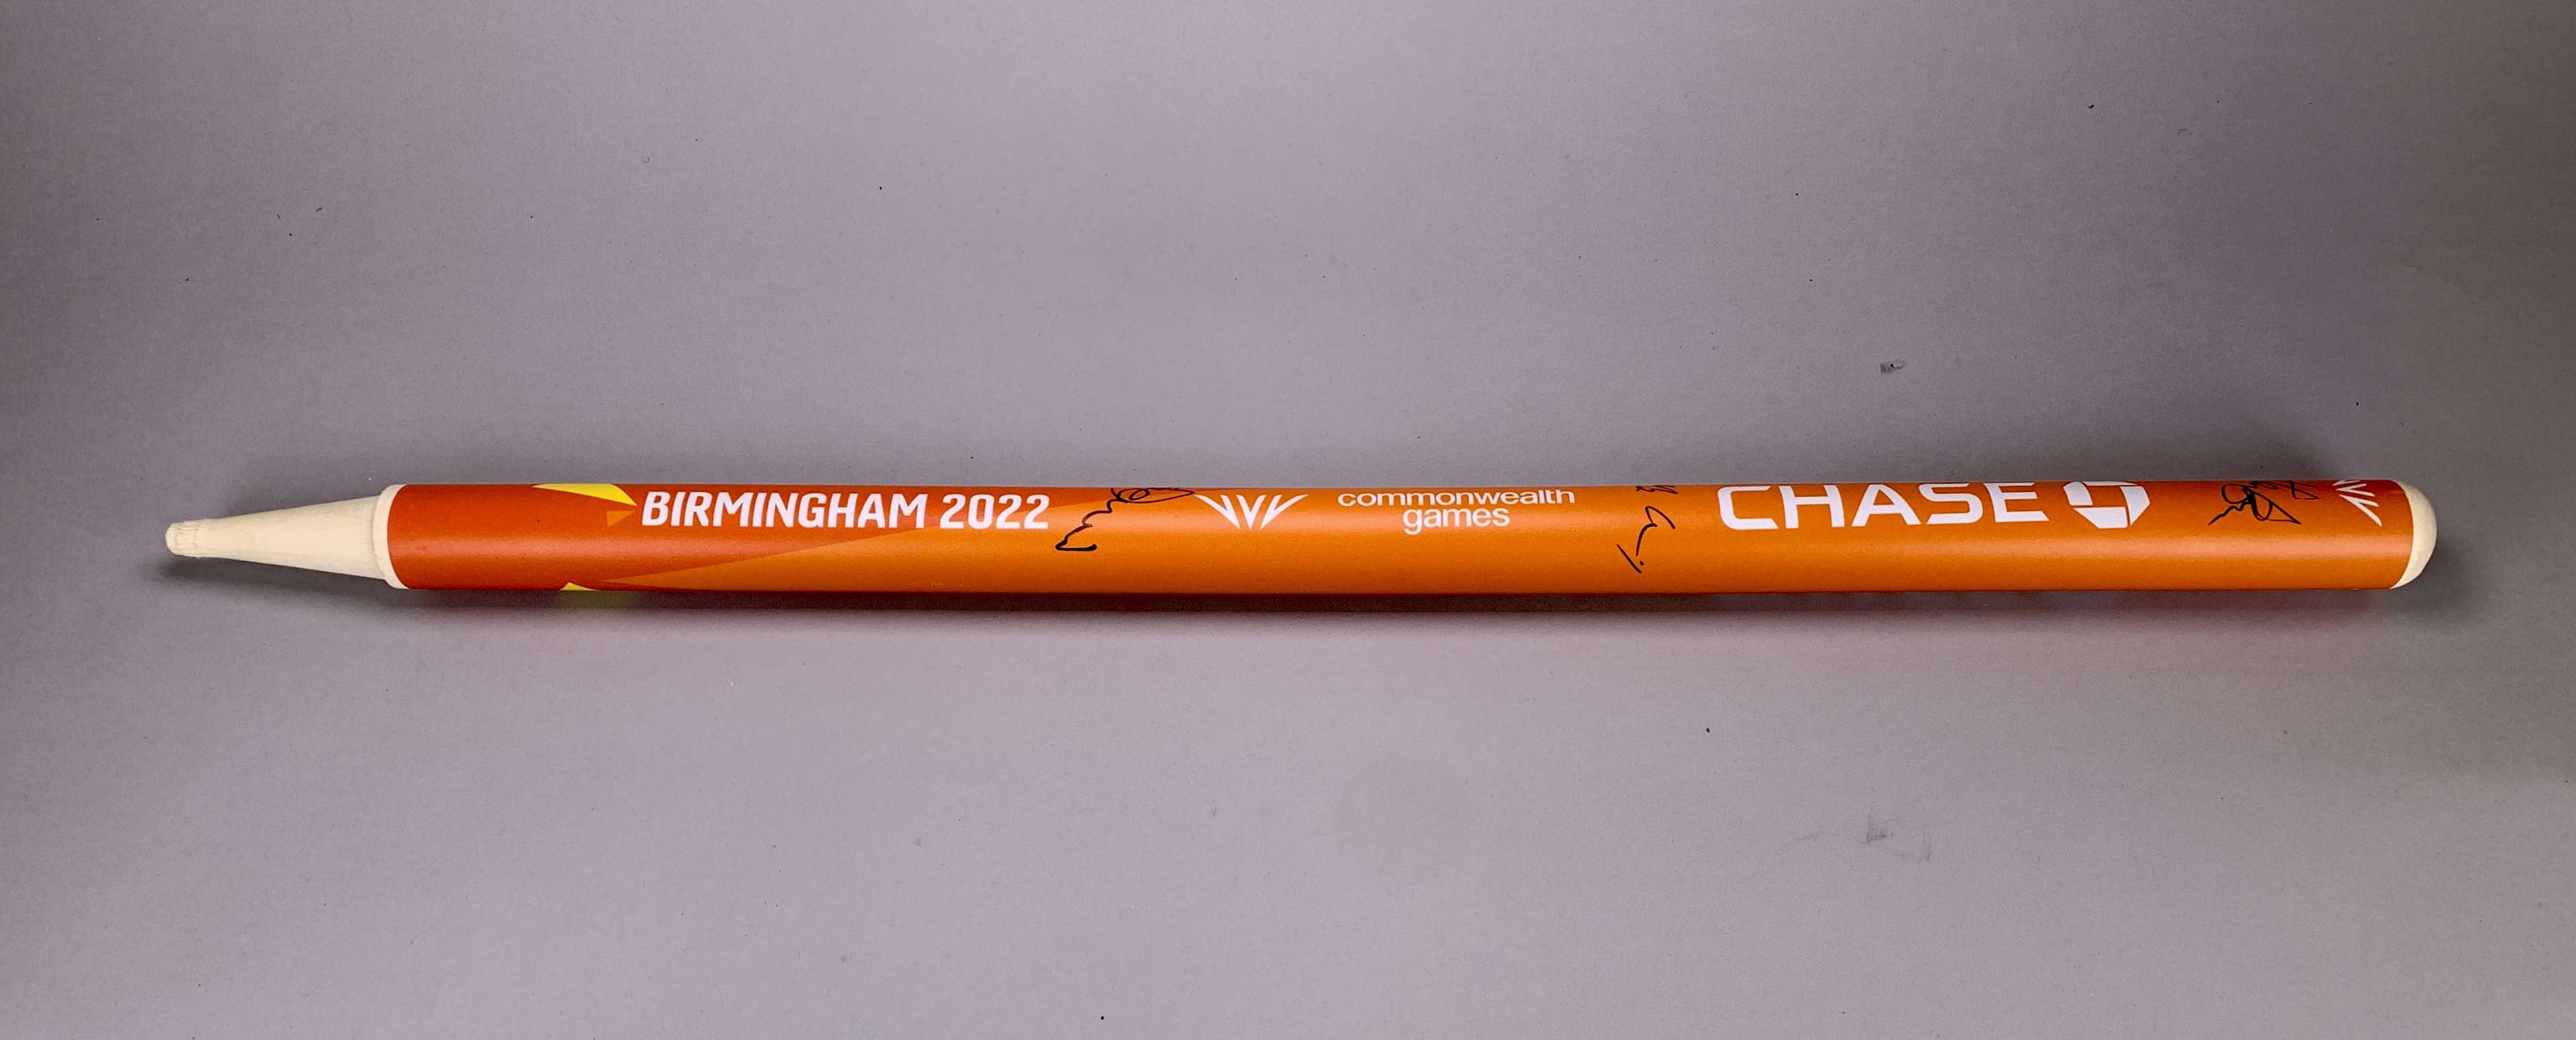 BIRMINGHAM 2022
commonwealth
games
CHASE